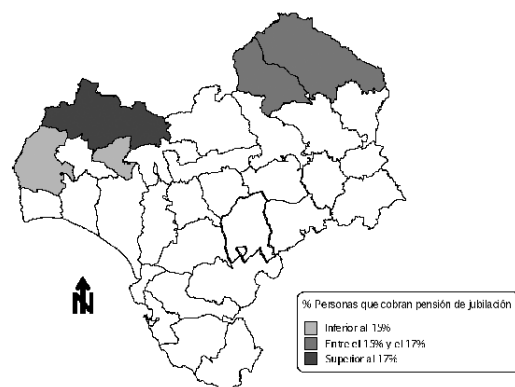 N
% Personas que cobran pensión de jubilación
Inferior al 15%
Entre el 15% y el 17%
Superior al 17%